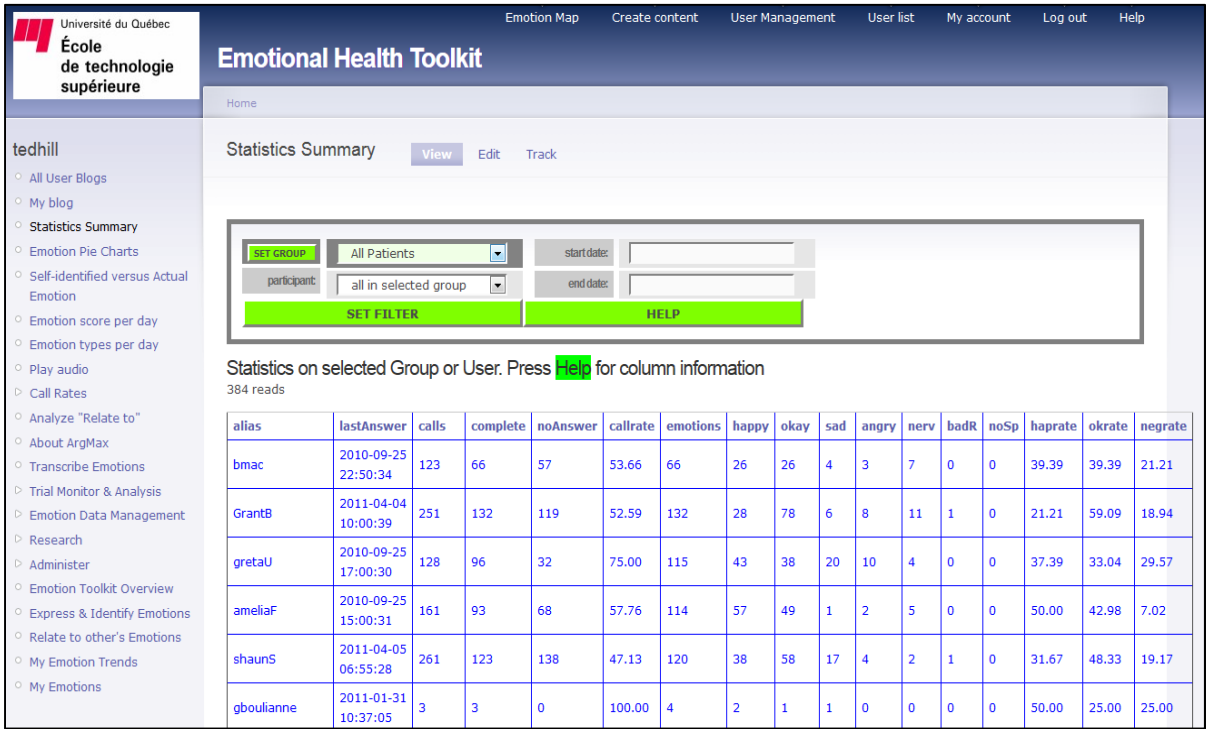 Université du Québec
École
de technologie
supérieure
Emotion Map Create content User Management User list My account Log out Help
Emotional Health Toolkit
Home
tedhill
All User Blogs
My blog
Statistics Summary
Emotion Pie Charts
Self-identified versus Actual
Emotion
Emotion score per day
Emotion types per day
Play audio
Call Rates
Analyze "Relate to"
About ArgMax
Transcribe Emotions
Trial Monitor & Analysis
Emotion Data Management
Research
Administer
Emotion Toolkit Overview
Express & Identify Emotions
Relate to other's Emotions
My Emotion Trends
My Emotions
Statistics Summary View Edit Track
SET GROUP All Patients start date:
participant: all in selected group end date:
SET FILTER HELP
Statistics on selected Group or User. Press Help for column information
384 reads
alias lastAnswer calls complete noAnswer callrate emotions happy okay sad angry nerv badR noSp haprate okrate negrate
bmac 2010-09-25 22:50:34 123 66 57 53.66 66 26 26 4 3 7 0 0 39.39 39.39 21.21
GrantB 2011-04-04 10:00:39 251 132 119 52.59 132 28 78 6 8 11 1 0 21.21 59.09 18.94
gretaU 2010-09-25 17:00:30 128 96 32 75.00 115 43 38 20 10 4 0 0 37.39 33.04 29.57
ameliaF 2010-09-25 15:00:31 161 93 68 57.76 114 57 49 1 2 5 0 0 50.00 42.98 7.02
shaunS 2011-04-05 06:55:28 261 123 138 47.13 120 38 58 17 4 2 1 0 31.67 48.33 19.17
gboulianne 2011-01-31 10:37:05 3 3 0 100.00 4 2 1 1 0 0 0 0 50.00 25.00 25.00